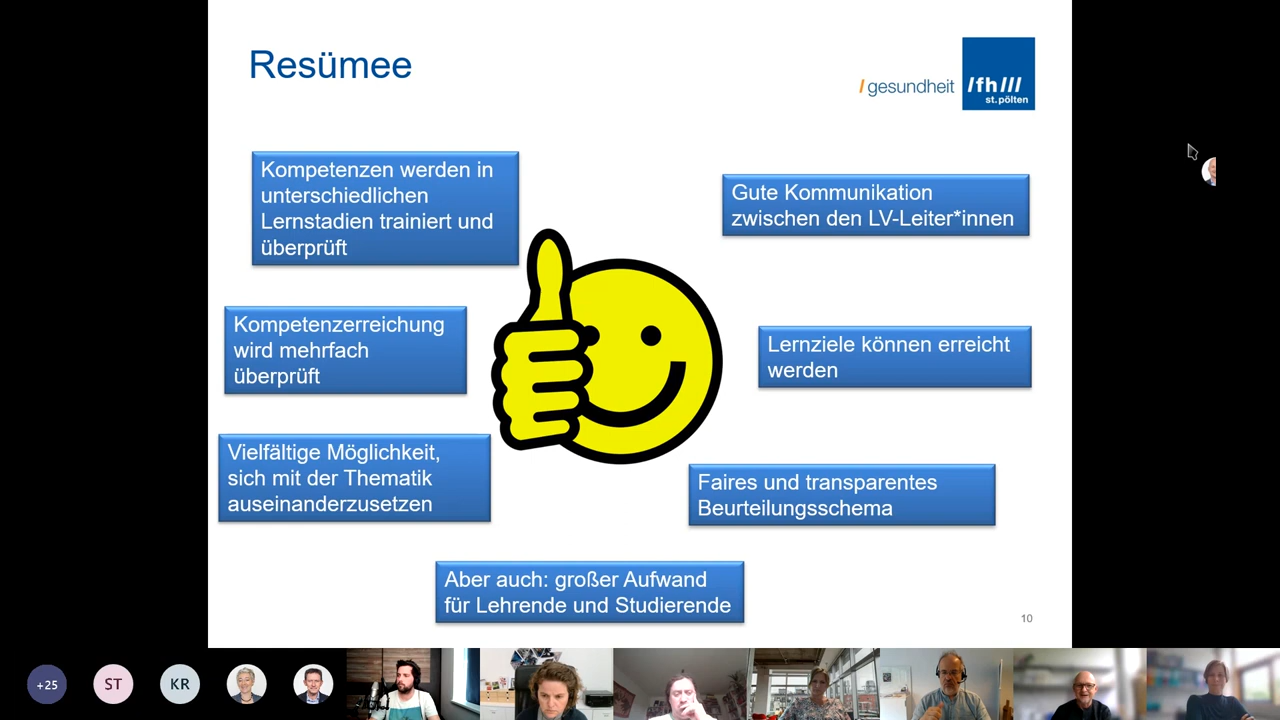 Resümee
/ gesundheit
/fh///
st.pölten
Kompetenzen werden in
unterschiedlichen
Lernstadien trainiert und
überprüft
Gute Kommunikation
zwischen den LV-Leiter*innen
Kompetenzerreichung
wird mehrfach
überprüft
Lernziele können erreicht
werden
Vielfältige Möglichkeit,
sich mit der Thematik
auseinanderzusetzen
Faires und transparentes
Beurteilungsschema
Aber auch: großer Aufwand
für Lehrende und Studierende
10
+25
ST
KR